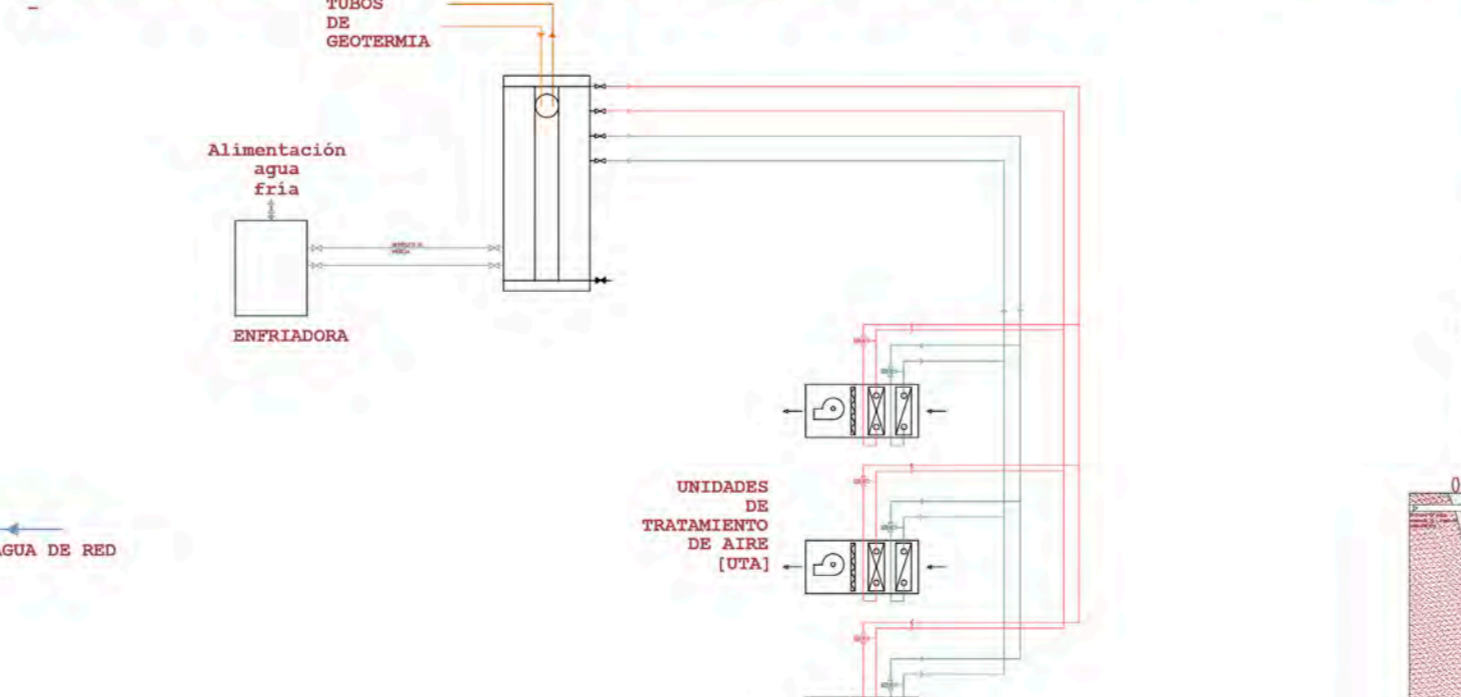 TUBOS
DE
GEOTERMIA
Alimentación
agua
fría
ENFRIADORA
UNIDADES
DE
TRATAMIENTO
DE AIRE
[UTA]
AGUA DE RED